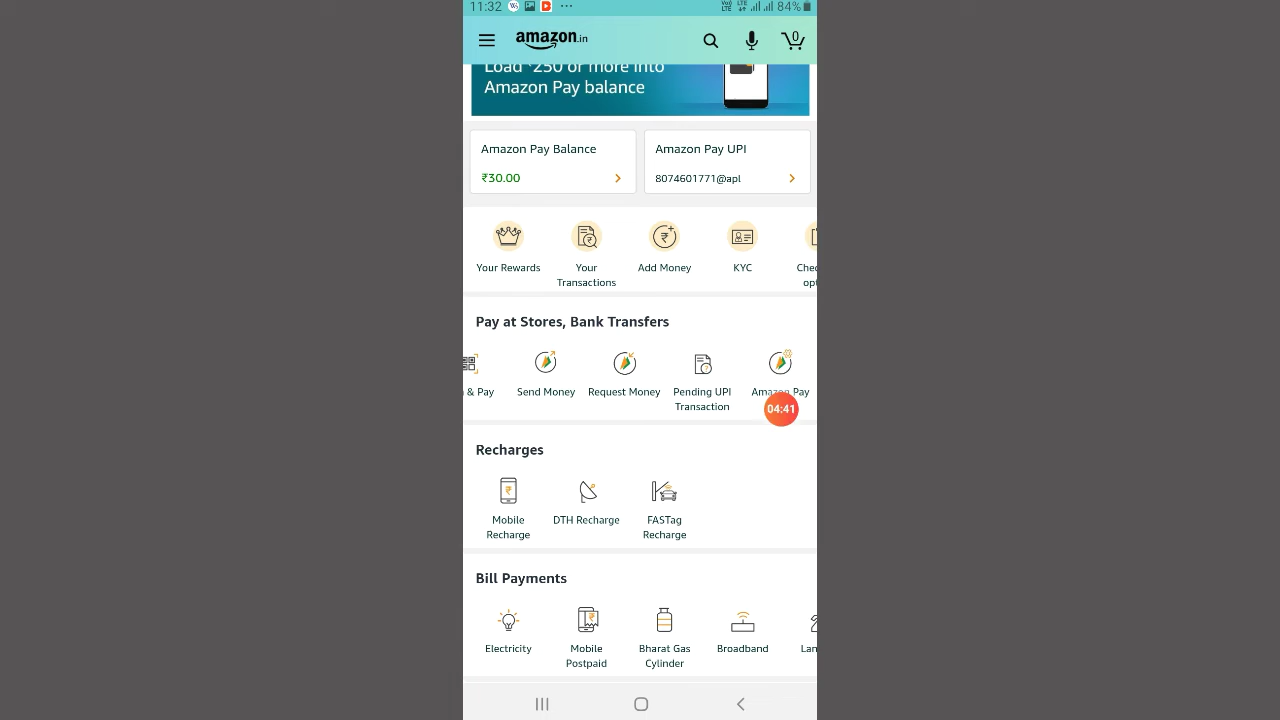 11:32 84%
amazon.in 0
Load ₹250 or more into
Amazon Pay balance
Amazon Pay Balance
₹30.00
Amazon Pay UPI
8074601771@apl
Your Rewards
Your
Transactions
Add Money
KYC
Chec
opt
Pay at Stores, Bank Transfers
& Pay
Send Money
Request Money
Pending UPI
Transaction
Amazon Pay
04:41
Recharges
Mobile
Recharge
DTH Recharge
FASTag
Recharge
Bill Payments
Electricity
Mobile
Postpaid
Bharat Gas
Cylinder
Broadband
Lan